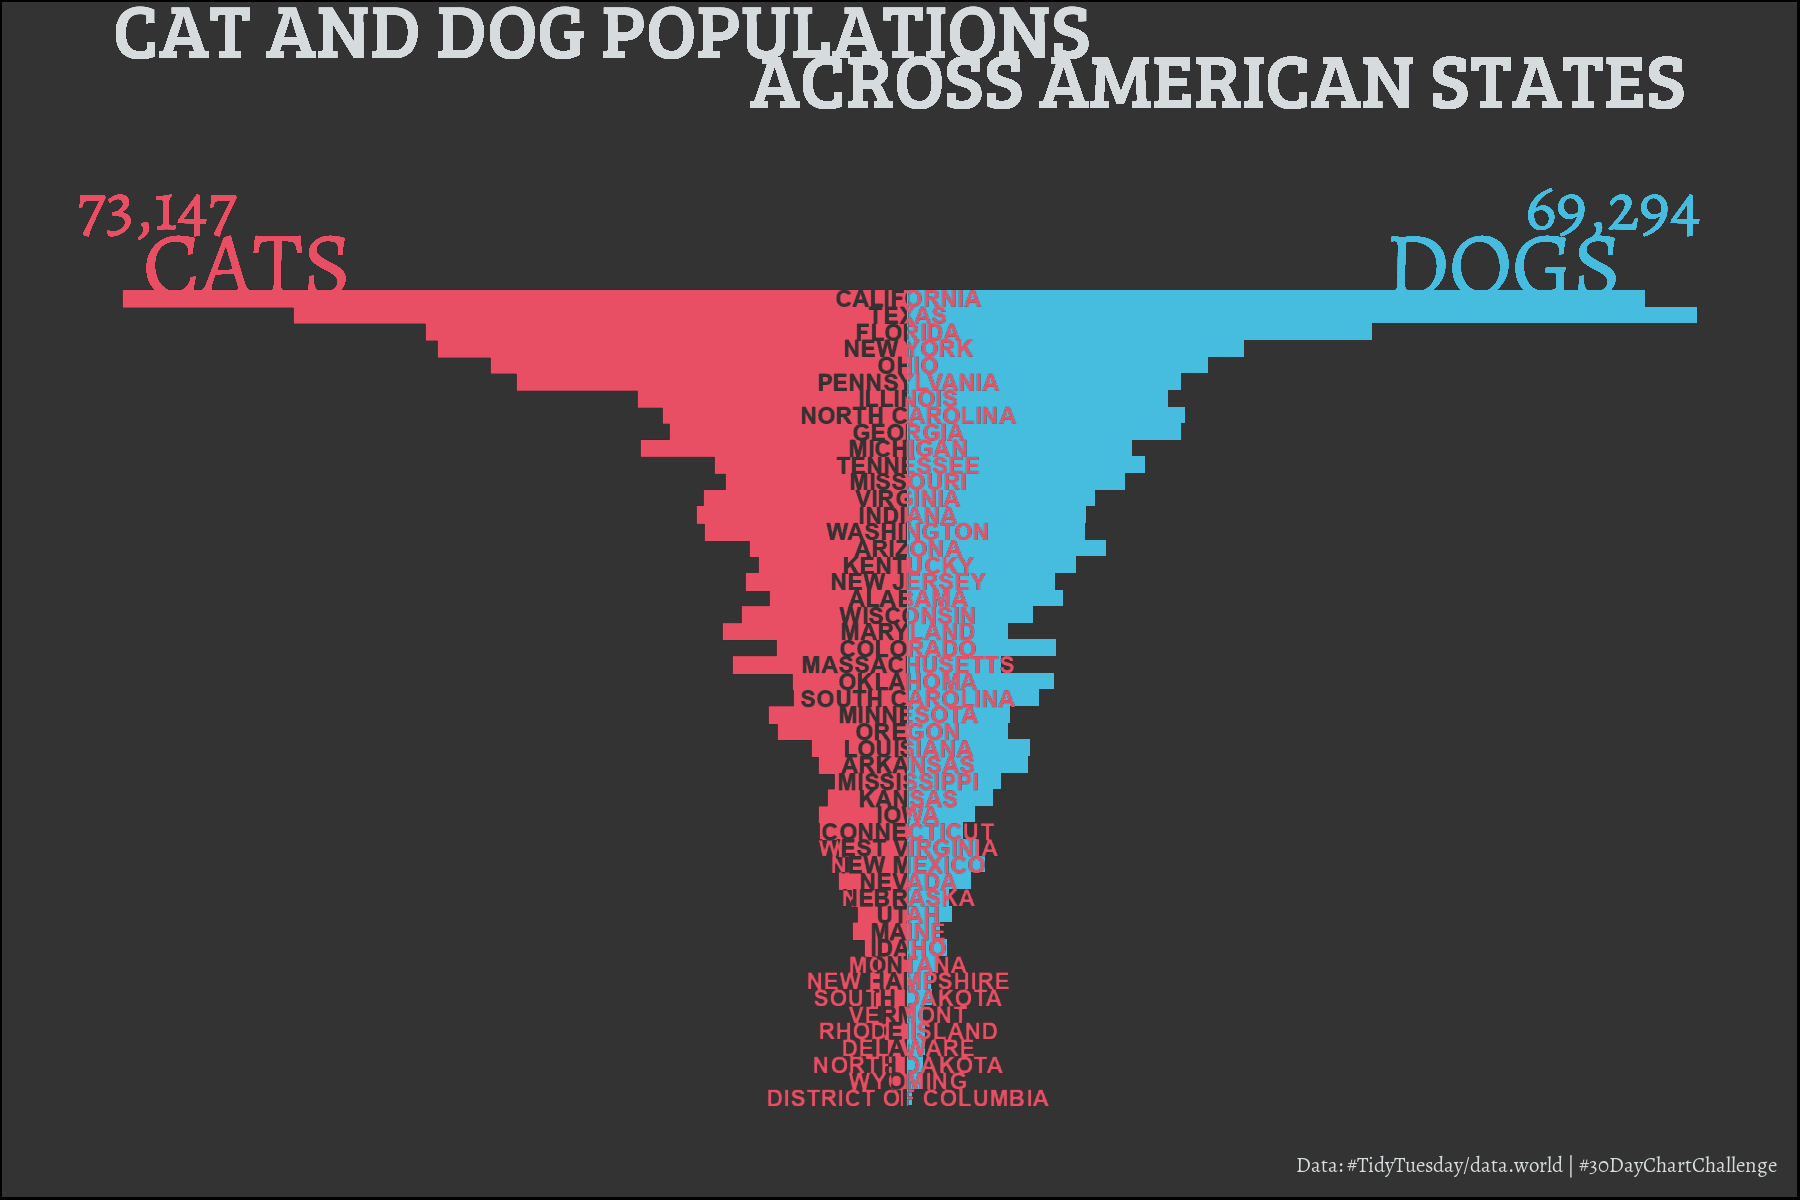 CAT AND DOG POPULATIONS
ACROSS AMERICAN STATES
73,147
CATS
69,294
DOGS
CALIFORNIA
TEXAS
FLORIDA
NEW YORK
OHIO
PENNSYLVANIA
ILLINOIS
NORTH CAROLINA
GEORGIA
MICHIGAN
TENNESSEE
MISSOURI
VIRGINIA
INDIANA
WASHINGTON
ARIZONA
KENTUCKY
NEW JERSEY
ALABAMA
WISCONSIN
MARYLAND
COLORADO
MASSACHUSETTS
OKLAHOMA
SOUTH CAROLINA
MINNESOTA
OREGON
LOUISIANA
ARKANSAS
MISSISSIPPI
KANSAS
IOWA
CONNECTICUT
WEST VIRGINIA
NEW MEXICO
NEVADA
NEBRASKA
UTAH
MAINE
IDAHO
MONTANA
NEW HAMPSHIRE
SOUTH DAKOTA
VERMONT
RHODE ISLAND
DELAWARE
NORTH DAKOTA
WYOMING
DISTRICT OF COLUMBIA
Data: #TidyTuesday/data.world | #30DayChartChallenge